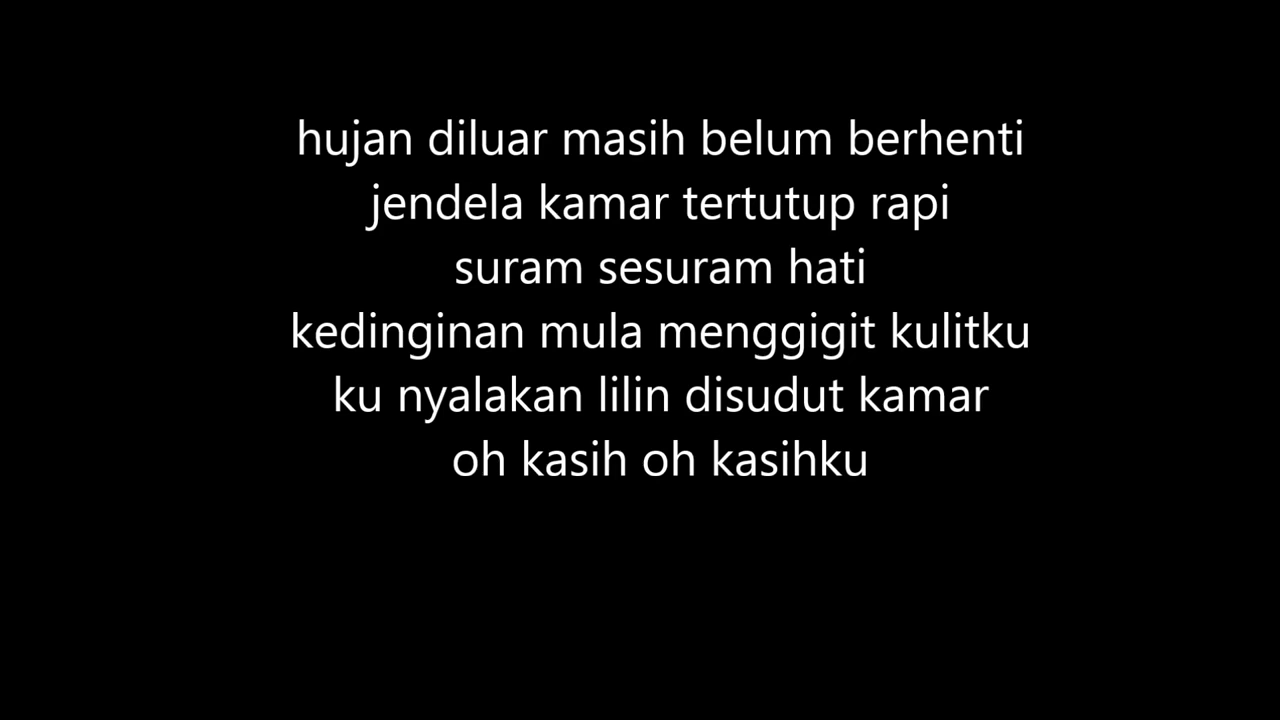 hujan diluar masih belum berhenti
jendela kamar tertutup rapi
suram sesuram hati
kedinginan mula menggigit kulitku
ku nyalakan lilin disudut kamar
oh kasih oh kasihku